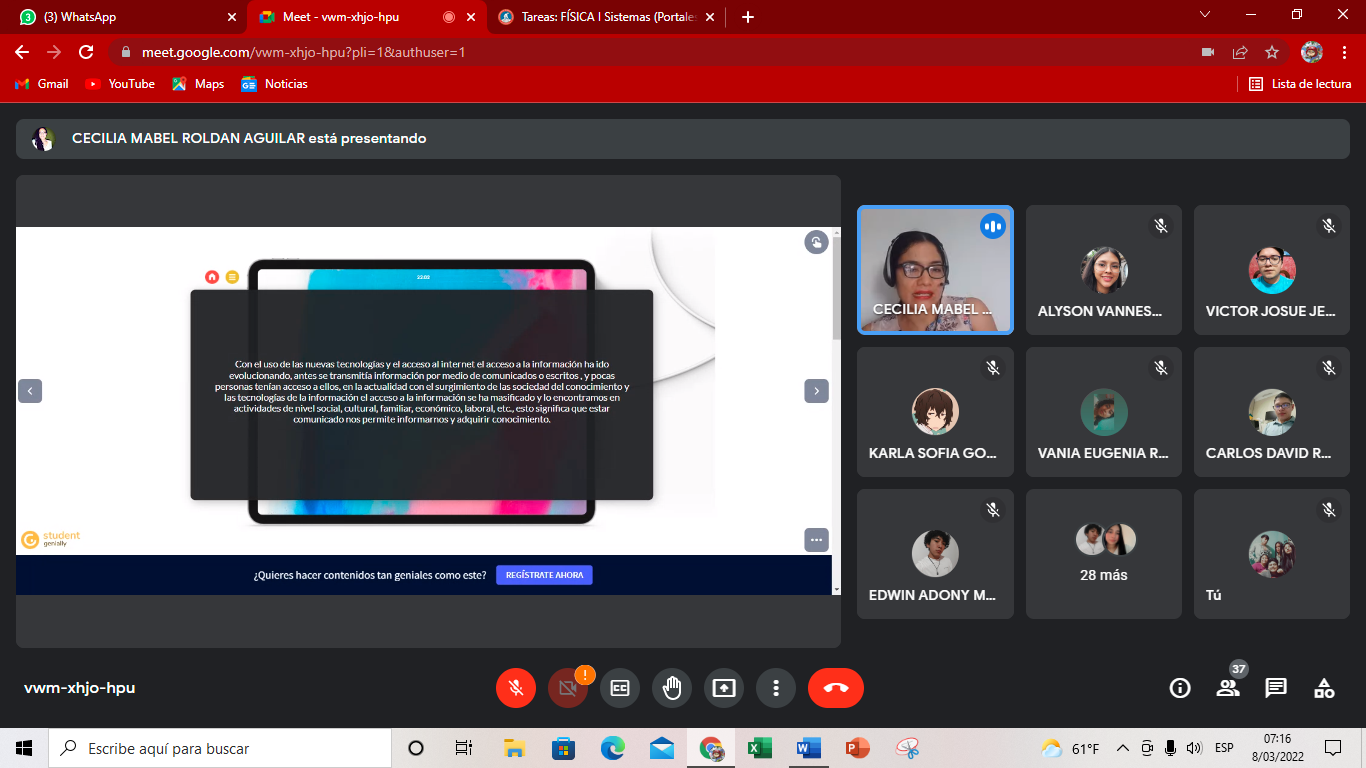 (3) WhatsApp
Meet - vwm-xhjo-hpu
Tareas: FÍSICA I Sistemas (Portales
meet.google.com/vwm-xhjo-hpu?pli=1&authuser=1
Gmail
YouTube
Maps
Noticias
Lista de lectura
CECILIA MABEL ROLDAN AGUILAR está presentando
23:02
Con el uso de las nuevas tecnologías y el acceso al internet el acceso a la información ha ido
evolucionando, antes se transmitía información por medio de comunicados o escritos , y pocas
personas tenían acceso a ellos, en la actualidad con el surgimiento de las sociedad del conocimiento y
las tecnologías de la información el acceso a la información se ha masificado y lo encontramos en
actividades de nivel social, cultural, familiar, económico, laboral, etc., esto significa que estar
comunicado nos permite informarnos y adquirir conocimiento.
student
genially
¿Quieres hacer contenidos tan geniales como este?
REGÍSTRATE AHORA
CECILIA MABEL ...
ALYSON VANNES...
VICTOR JOSUE JE...
KARLA SOFIA GO...
VANIA EUGENIA R...
CARLOS DAVID R...
EDWIN ADONY M...
28 más
Tú
vwm-xhjo-hpu
37
Escribe aquí para buscar
61°F
ESP
07:16
8/03/2022